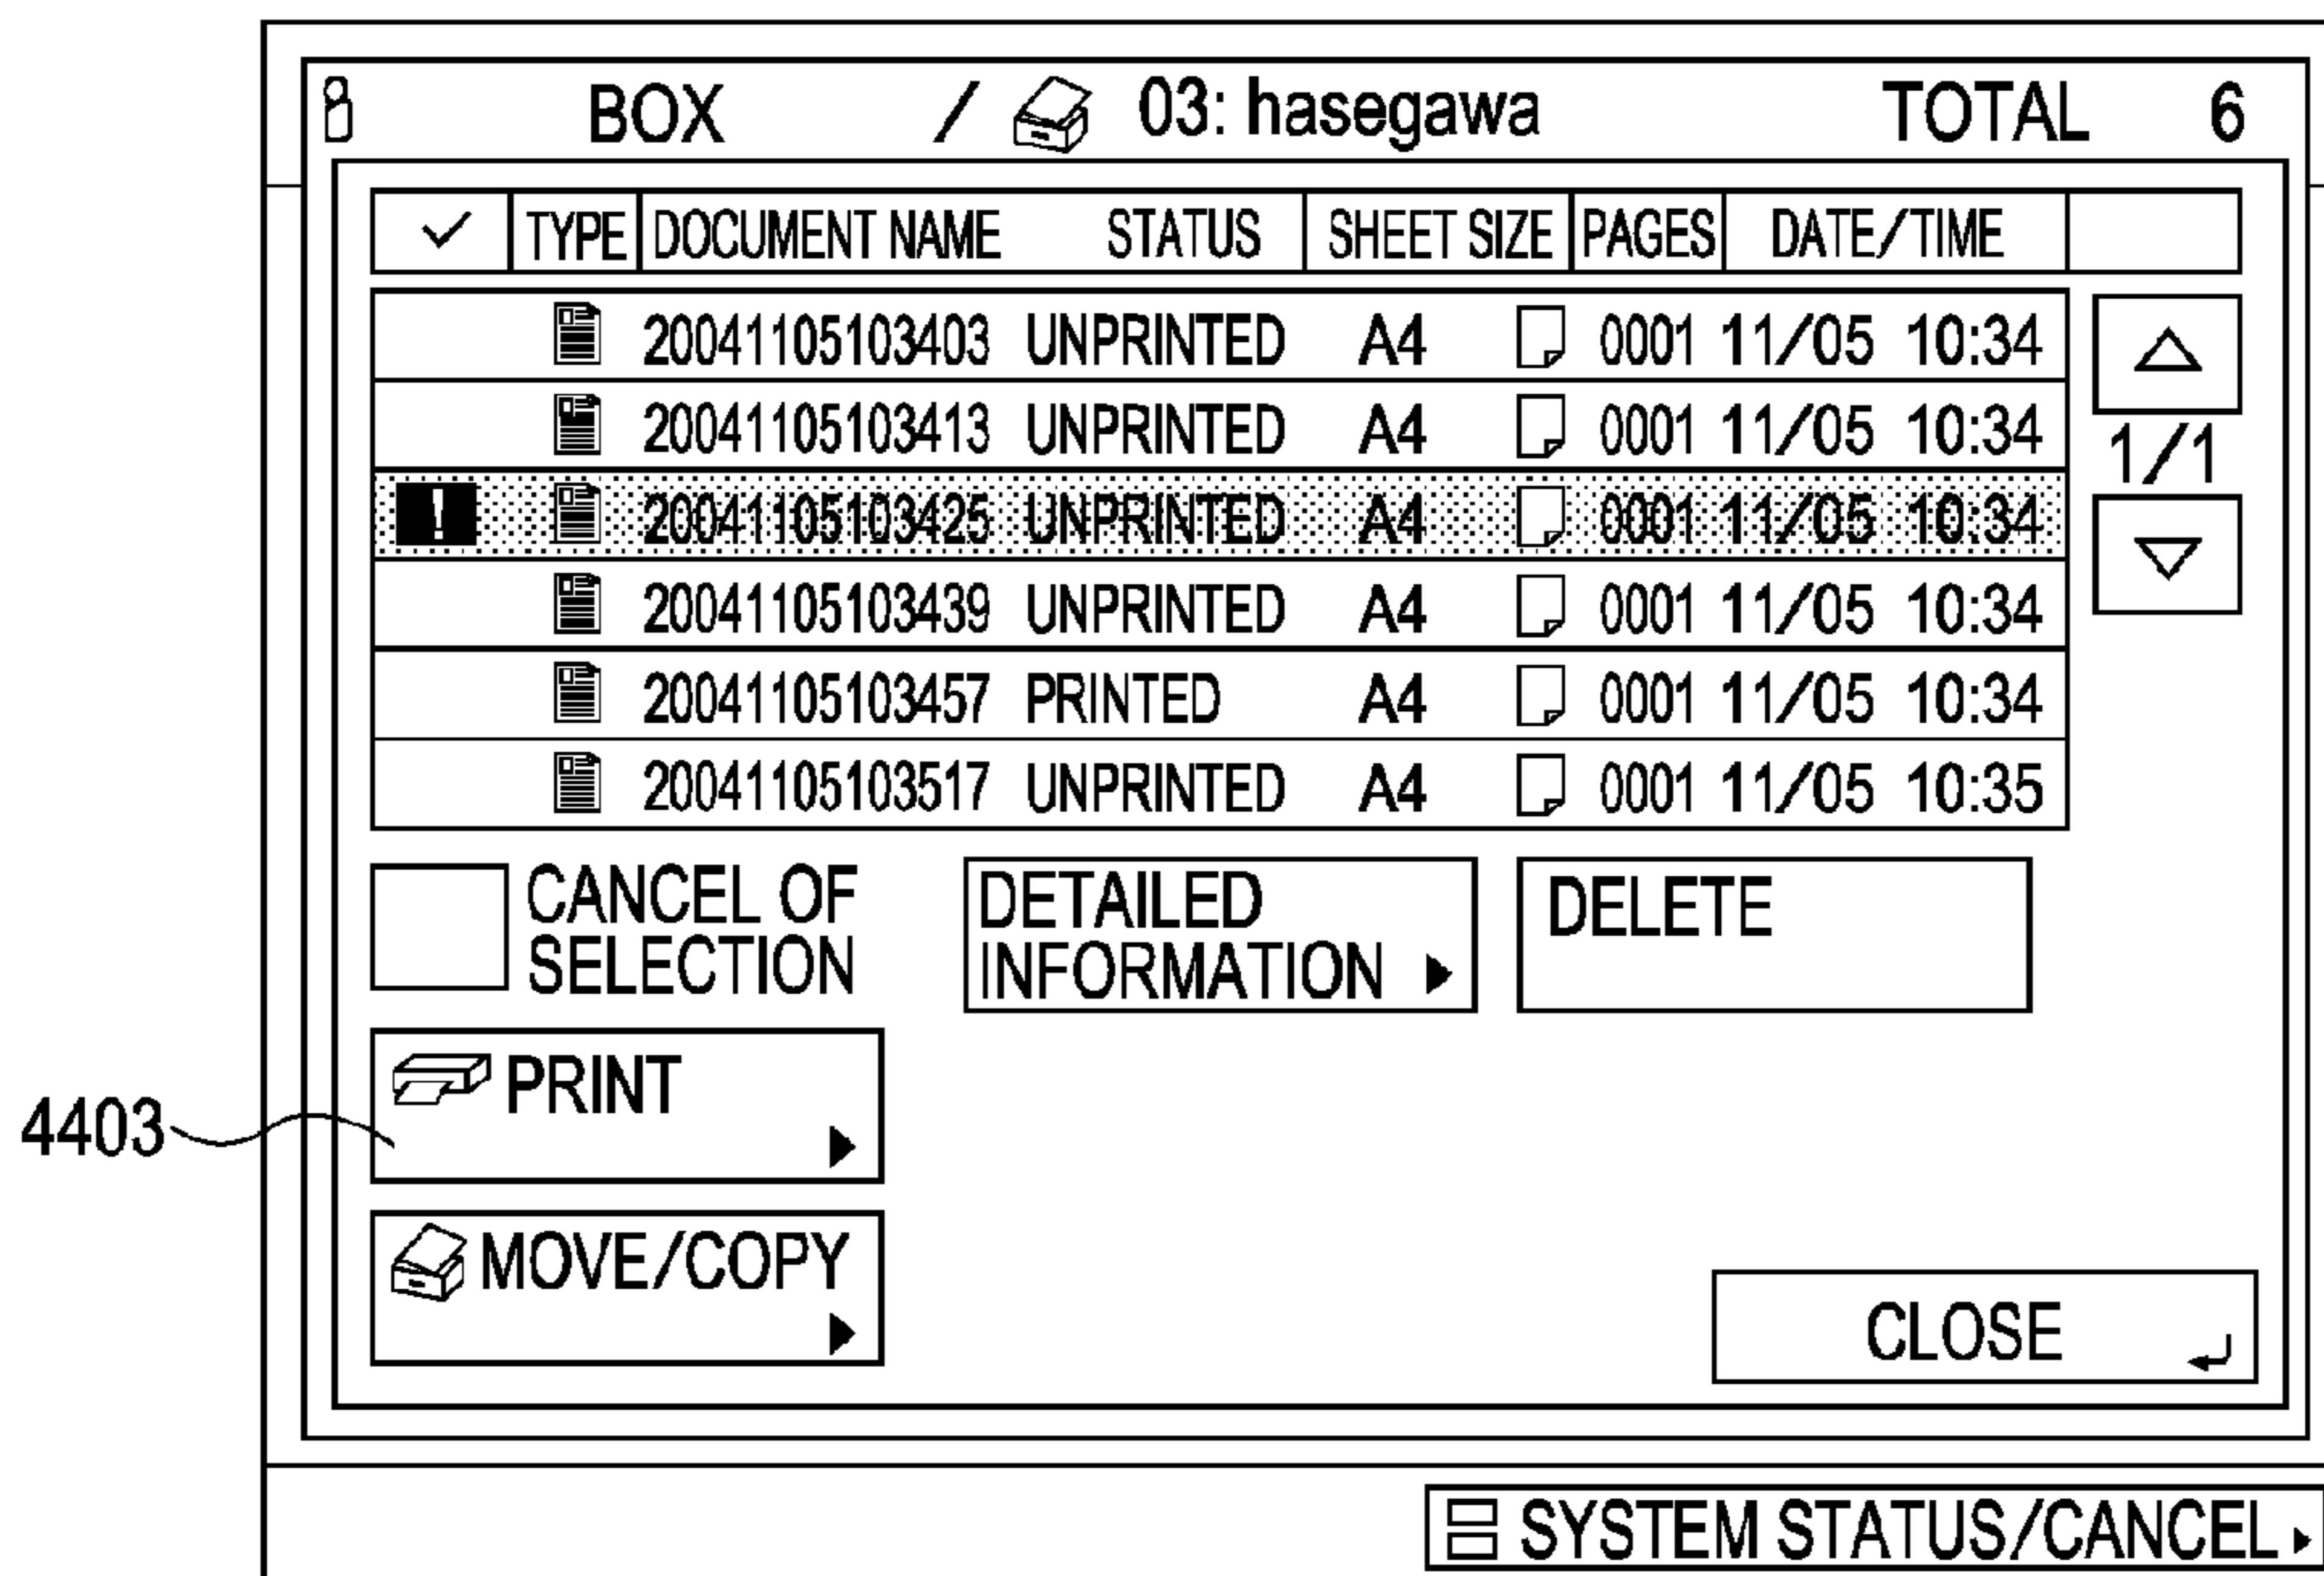 BOX / 03: hasegawa TOTAL 6
✓ TYPE DOCUMENT NAME STATUS SHEET SIZE PAGES DATE/TIME
20041105103403 UNPRINTED A4 0001 11/05 10:34
20041105103413 UNPRINTED A4 0001 11/05 10:34
1/1
! 20041105103425 UNPRINTED A4 0001 11/05 10:34
20041105103439 UNPRINTED A4 0001 11/05 10:34
20041105103457 PRINTED A4 0001 11/05 10:34
20041105103517 UNPRINTED A4 0001 11/05 10:35
CANCEL OF
SELECTION
DETAILED
INFORMATION
DELETE
PRINT
4403
MOVE/COPY
CLOSE
SYSTEM STATUS/CANCEL